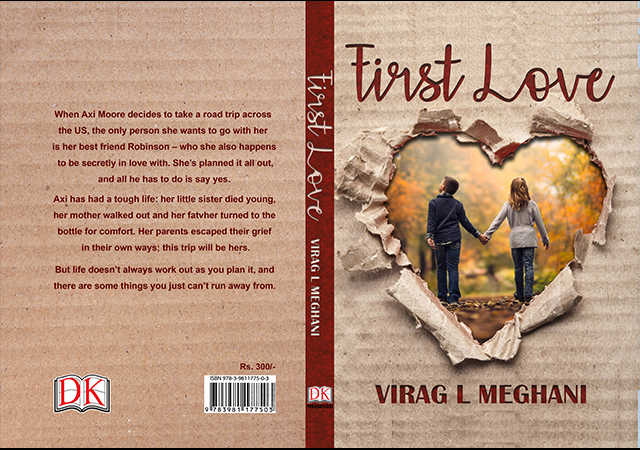 When Axi Moore decides to take a road trip across
the US, the only person she wants to go with her
is her best friend Robinson – who she also happens
to be secretly in love with. She's planned it all out,
and all he has to do is say yes.
Axi has had a tough life: her little sister died young,
her mother walked out and her fatvher turned to the
bottle for comfort. Her parents escaped their grief
in their own ways; this trip will be hers.
But life doesn't always work out as you plan it, and
there are some things you just can't run away from.
DK
Rs. 300/-
ISBN 978-3-9811775-0-3
9 783981 177503
First Love
VIRAG L MEGHANI
DK
First Love
VIRAG L MEGHANI